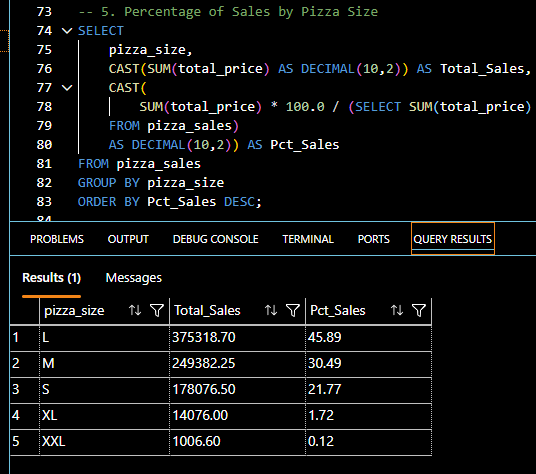 73 -- 5. Percentage of Sales by Pizza Size
74 SELECT
75 pizza_size,
76 CAST(SUM(total_price) AS DECIMAL(10,2)) AS Total_Sales,
77 CAST(
78 SUM(total_price) * 100.0 / (SELECT SUM(total_price)
79 FROM pizza_sales)
80 AS DECIMAL(10,2)) AS Pct_Sales
81 FROM pizza_sales
82 GROUP BY pizza_size
83 ORDER BY Pct_Sales DESC;
84
PROBLEMS OUTPUT DEBUG CONSOLE TERMINAL PORTS QUERY RESULTS
Results (1) Messages
pizza_size Total_Sales Pct_Sales
1 L 375318.70 45.89
2 M 249382.25 30.49
3 S 178076.50 21.77
4 XL 14076.00 1.72
5 XXL 1006.60 0.12